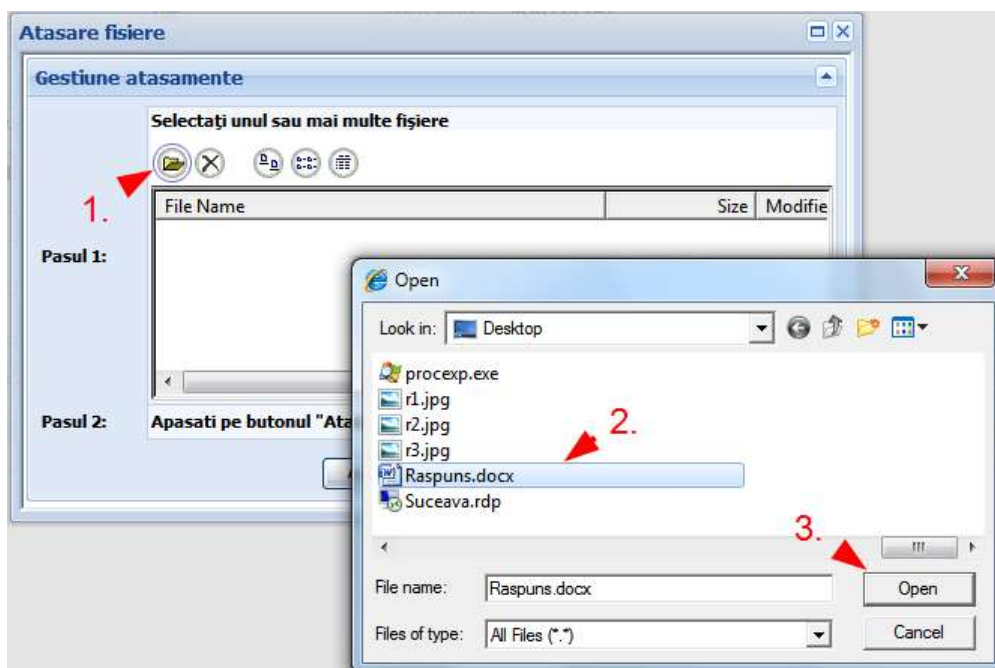 Atasare fisiere
Gestiune atasamente
Selectaţi unul sau mai multe fişiere
1.
File Name Size Modifie
Pasul 1:
Open
Look in: Desktop
procexp.exe
r1.jpg
r2.jpg
r3.jpg
2.
Raspuns.docx
Suceava.rdp
Pasul 2: Apasati pe butonul "Ata
3.
File name: Raspuns.docx Open
Files of type: All Files (*.*) Cancel